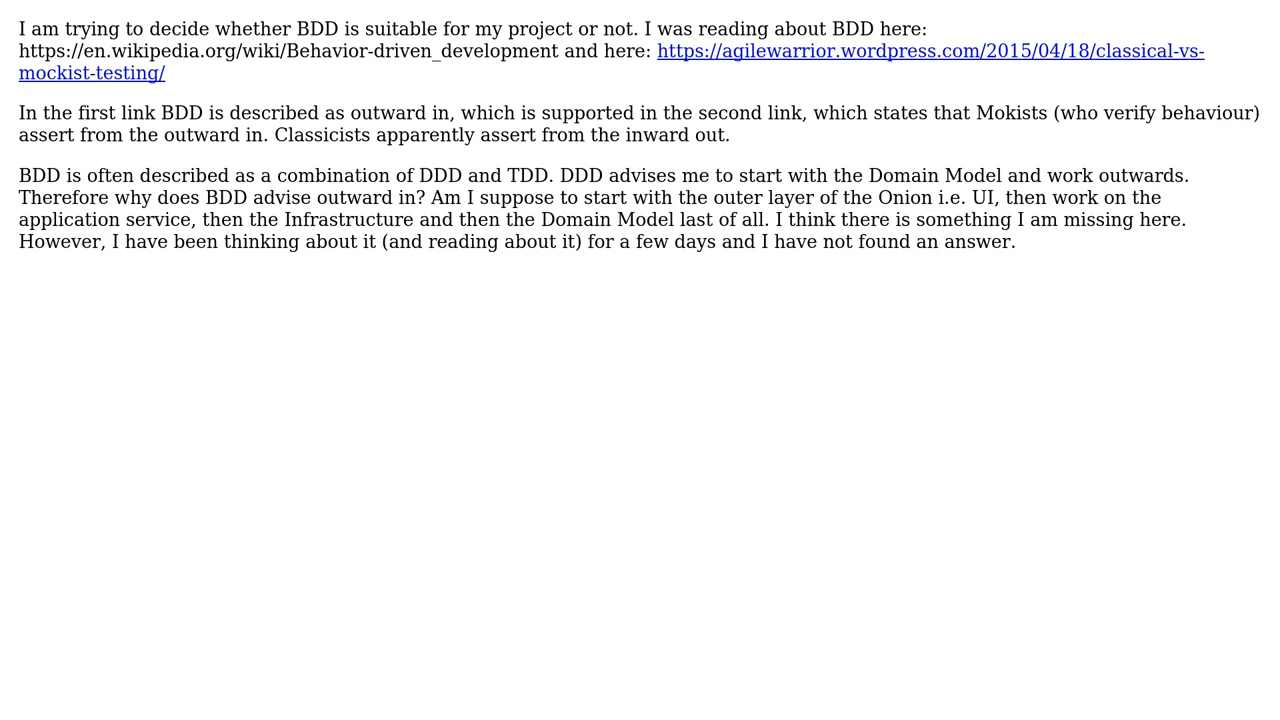 I am trying to decide whether BDD is suitable for my project or not. I was reading about BDD here:
https://en.wikipedia.org/wiki/Behavior-driven_development and here: https://agilewarrior.wordpress.com/2015/04/18/classical-vs-
mockist-testing/
In the first link BDD is described as outward in, which is supported in the second link, which states that Mokists (who verify behaviour)
assert from the outward in. Classicists apparently assert from the inward out.
BDD is often described as a combination of DDD and TDD. DDD advises me to start with the Domain Model and work outwards.
Therefore why does BDD advise outward in? Am I suppose to start with the outer layer of the Onion i.e. UI, then work on the
application service, then the Infrastructure and then the Domain Model last of all. I think there is something I am missing here.
However, I have been thinking about it (and reading about it) for a few days and I have not found an answer.